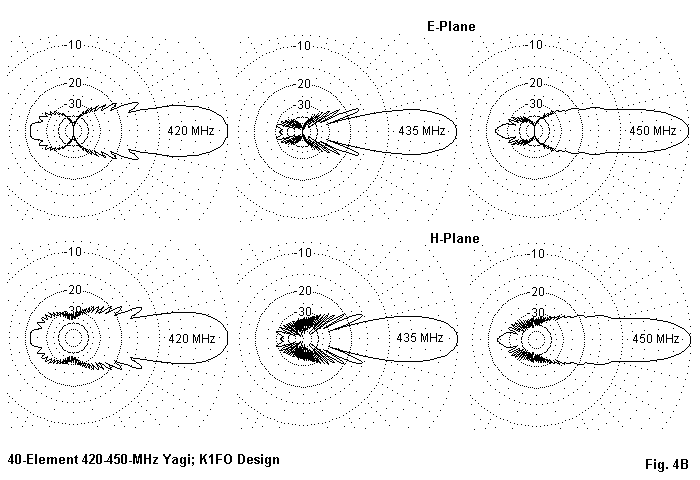 E-Plane
-10 -10 -10
-20 -20 -20
-30 -30 -30
420 MHz 435 MHz 450 MHz
H-Plane
-10 -10 -10
-20 -20 -20
-30 -30 -30
420 MHz 435 MHz 450 MHz
40-Element 420-450-MHz Yagi; K1FO Design
Fig. 4B